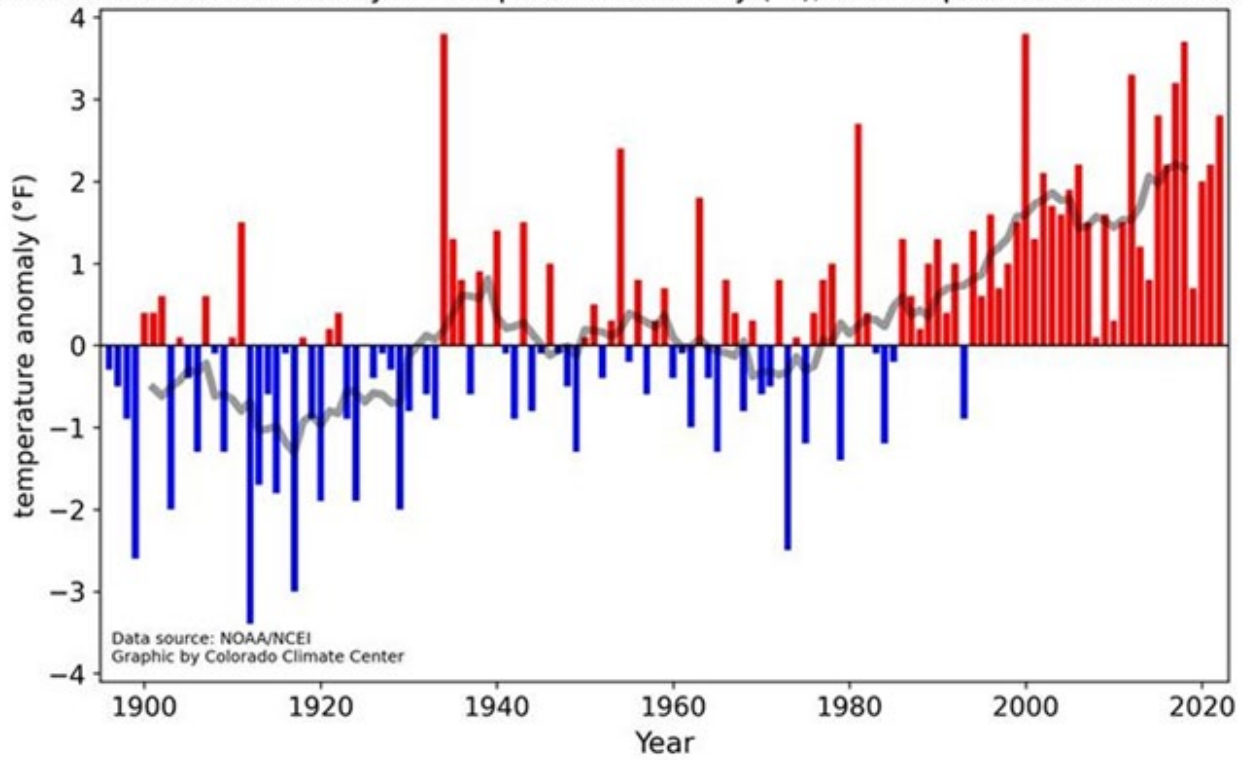 4
3
2
1
0
−1
−2
−3
−4
temperature anomaly (°F)
Data source: NOAA/NCEI
Graphic by Colorado Climate Center
1900 1920 1940 1960 1980 2000 2020
Year